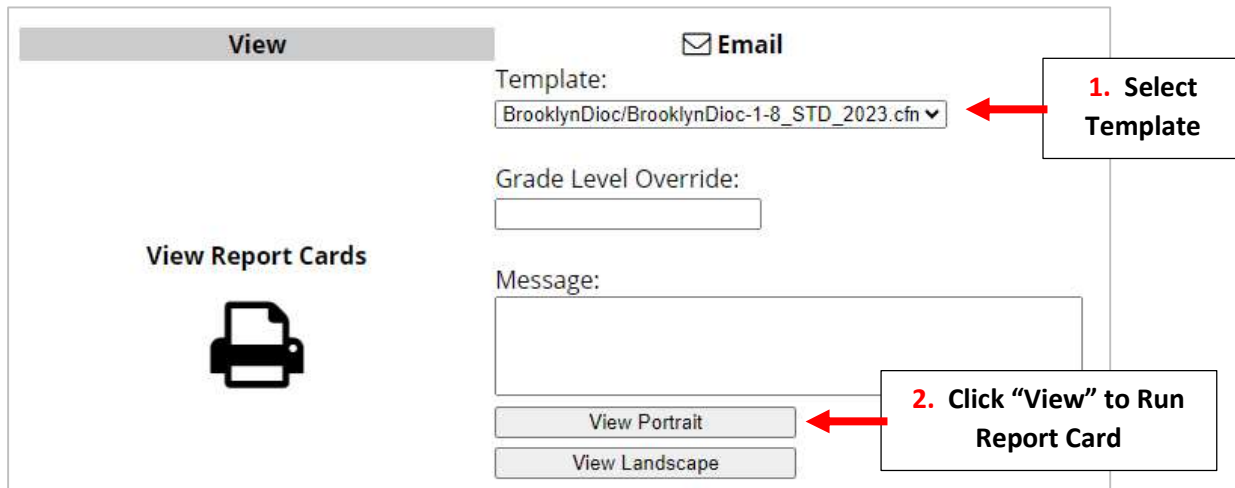 View
Email
Template:
BrooklynDioc/BrooklynDioc-1-8_STD_2023.cfn
1. Select
Template
Grade Level Override:
View Report Cards
Message:
2. Click “View” to Run
Report Card
View Portrait
View Landscape